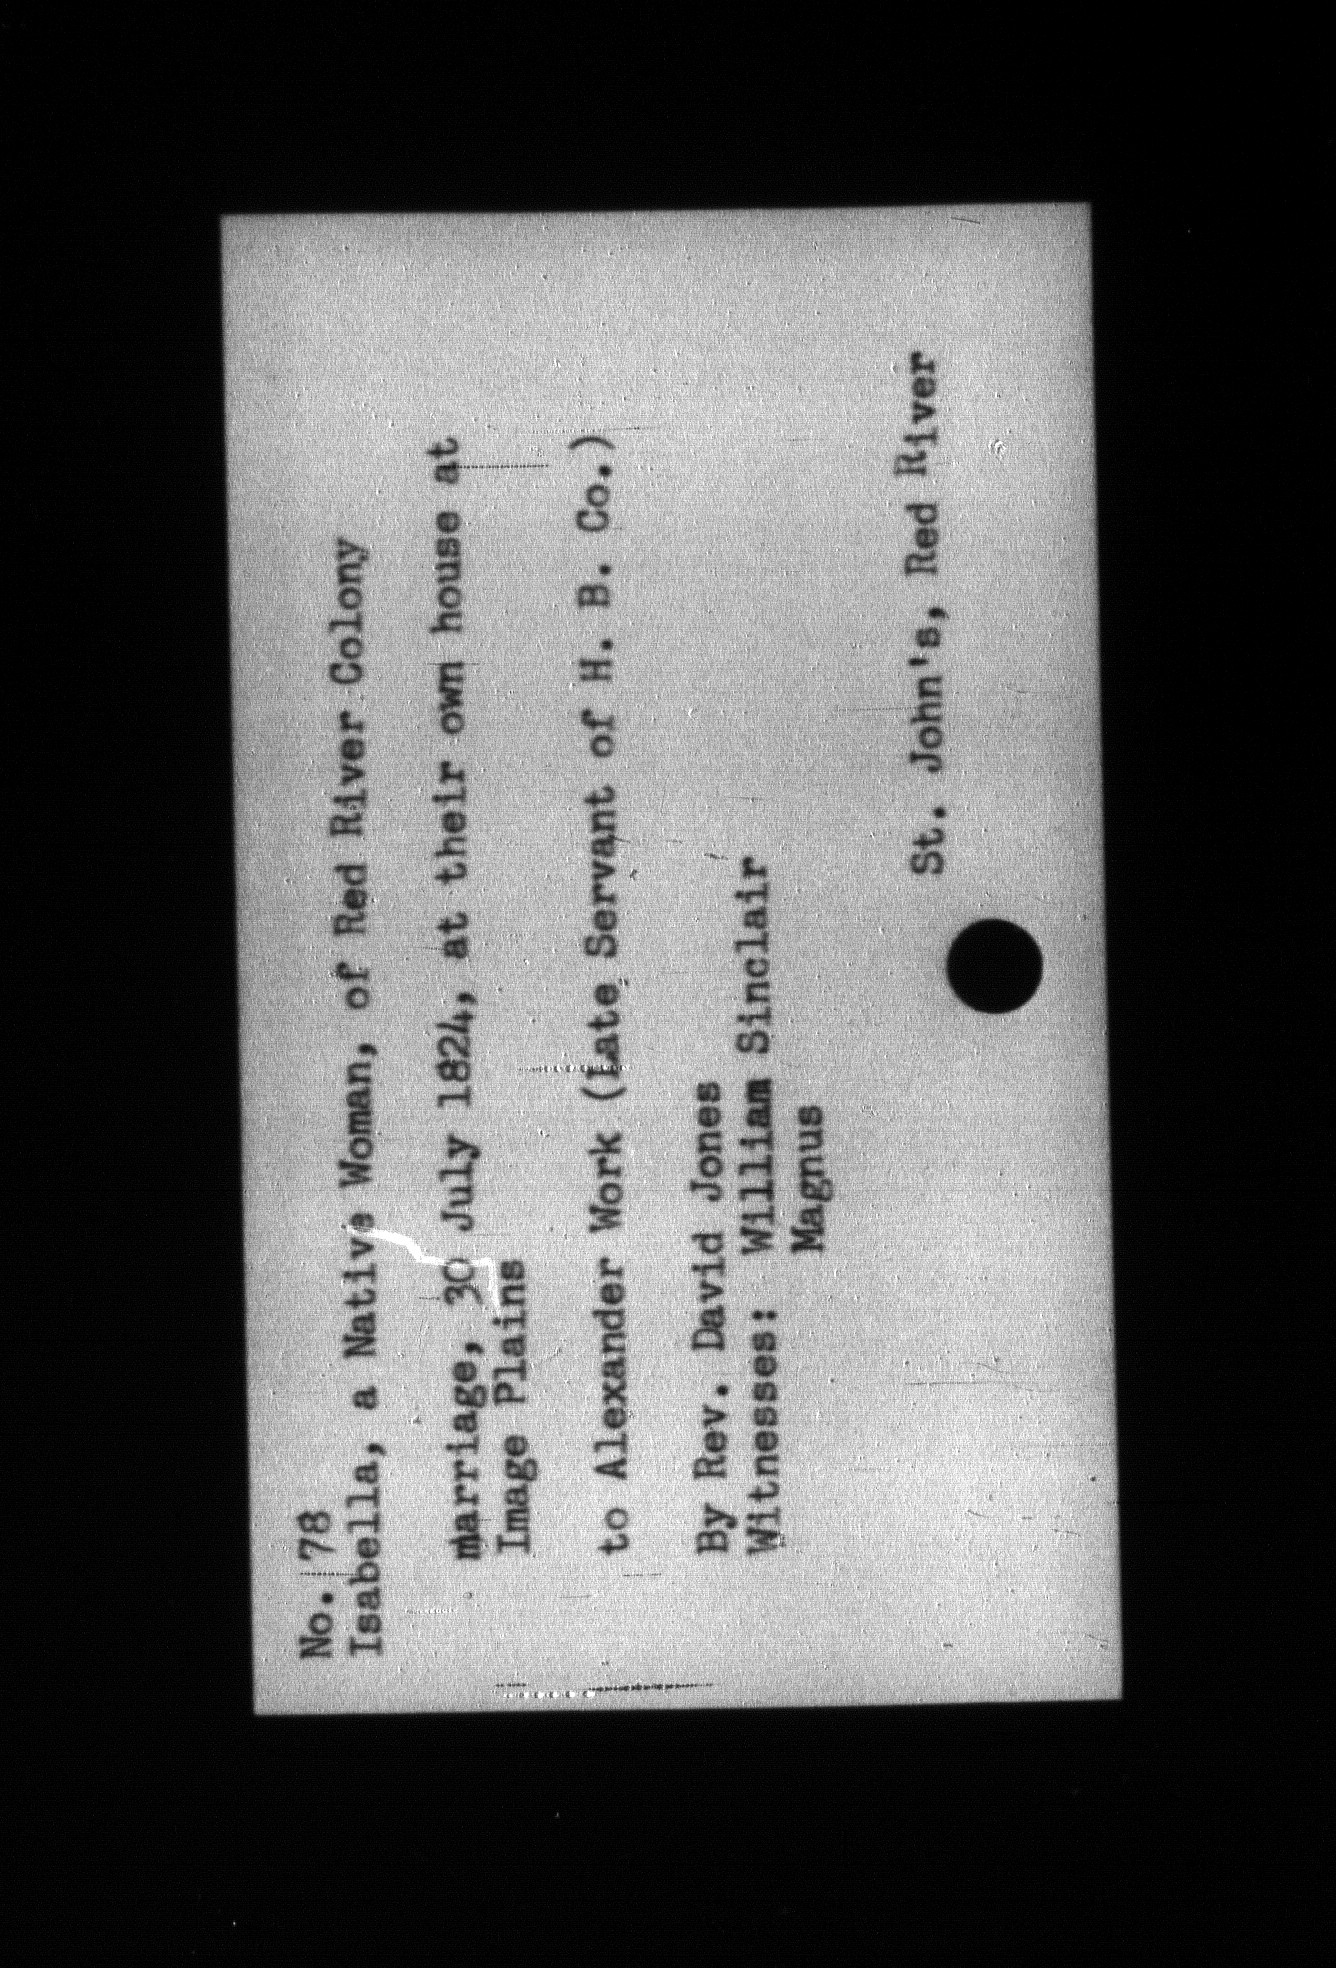 No. 78
Isabella, a Native Woman, of Red River Colony
marriage, 30 July 1824, at their own house at
Image Plains
to Alexander Work (Late Servant of H. B. Co.)
By Rev. David Jones
Witnesses: William Sinclair
Magnus
St. John's, Red River